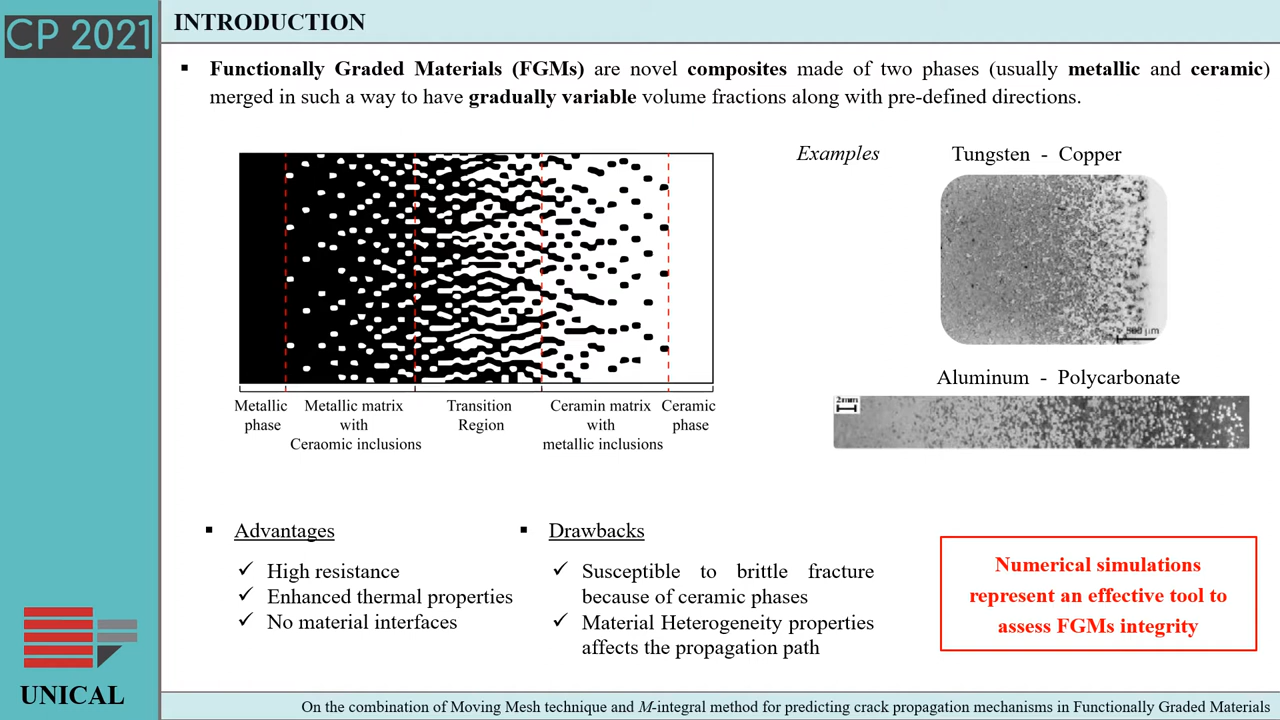 CP 2021
INTRODUCTION
▪ Functionally Graded Materials (FGMs) are novel composites made of two phases (usually metallic and ceramic)
merged in such a way to have gradually variable volume fractions along with pre-defined directions.
Examples
Tungsten - Copper
500 μm
Aluminum - Polycarbonate
2mm
Metallic
phase
Metallic matrix
with
Ceraomic inclusions
Transition
Region
Ceramin matrix
with
metallic inclusions
Ceramic
phase
▪ Advantages
✓ High resistance
✓ Enhanced thermal properties
✓ No material interfaces
▪ Drawbacks
✓ Susceptible to brittle fracture
because of ceramic phases
✓ Material Heterogeneity properties
affects the propagation path
Numerical simulations
represent an effective tool to
assess FGMs integrity
UNICAL
On the combination of Moving Mesh technique and M-integral method for predicting crack propagation mechanisms in Functionally Graded Materials